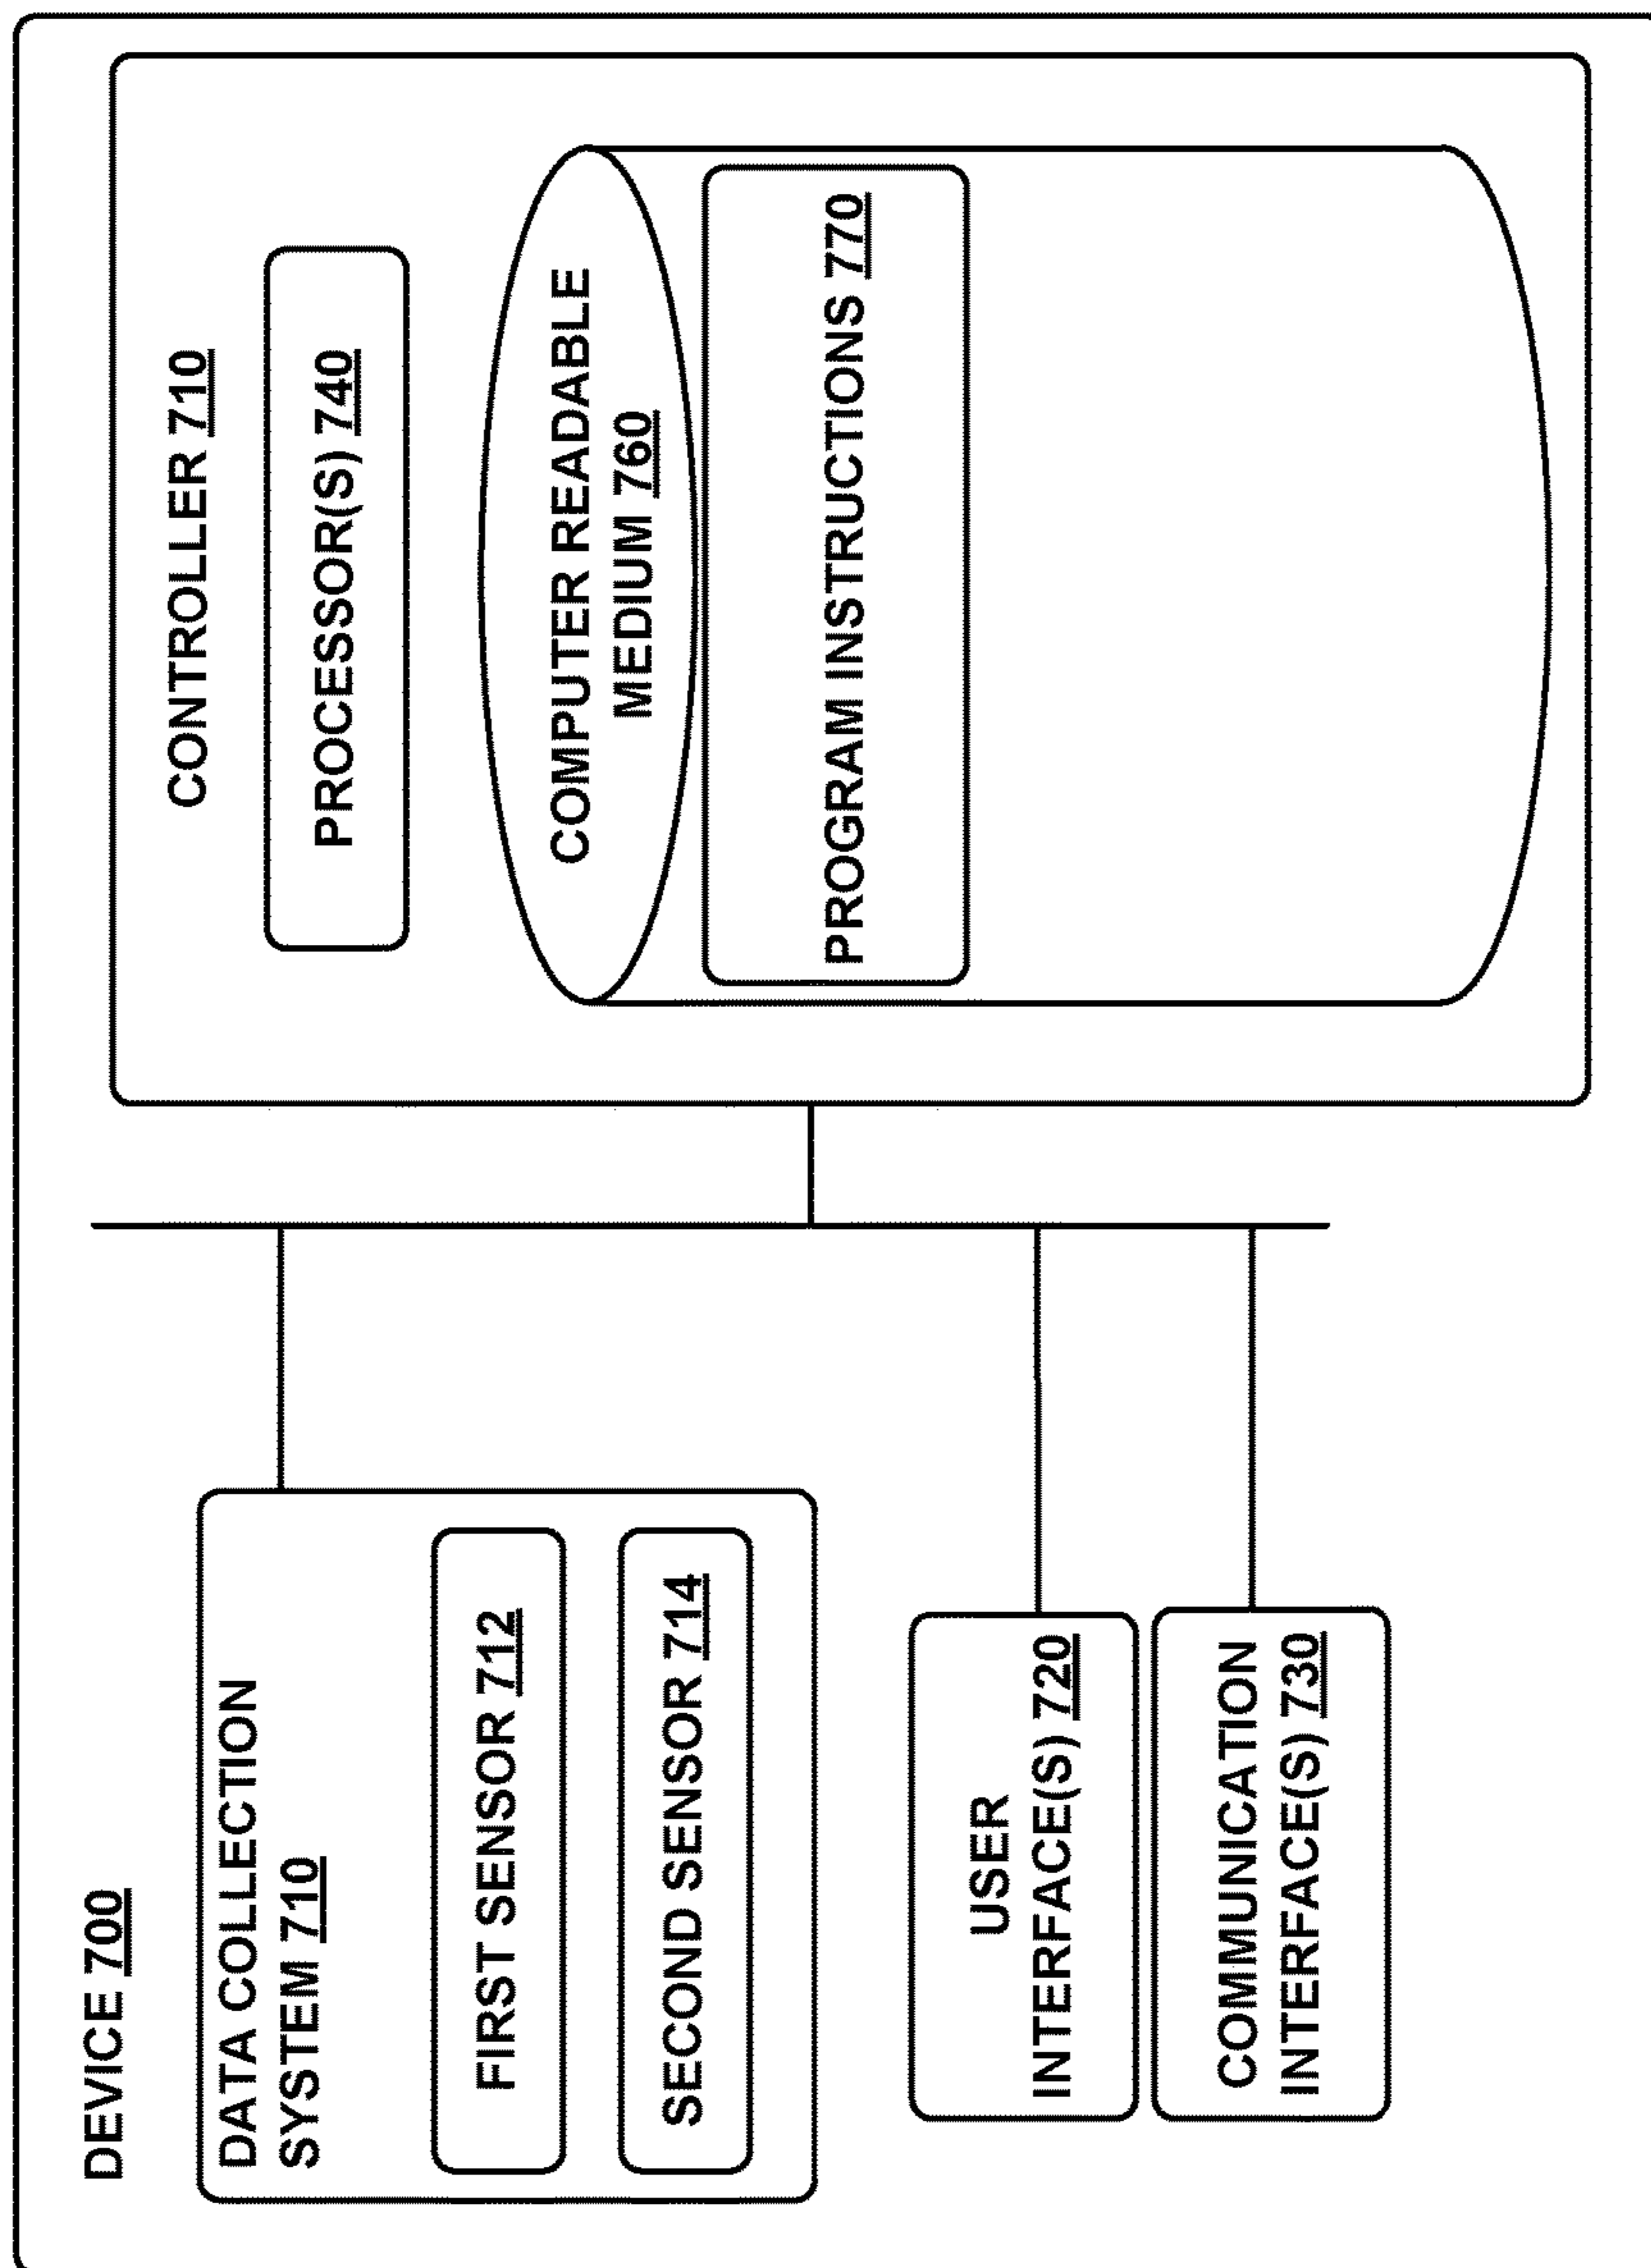 DEVICE 700
DATA COLLECTION
SYSTEM 710
FIRST SENSOR 712
SECOND SENSOR 714
USER
INTERFACE(S) 720
COMMUNICATION
INTERFACE(S) 730
CONTROLLER 710
PROCESSOR(S) 740
COMPUTER READABLE
MEDIUM 760
PROGRAM INSTRUCTIONS 770